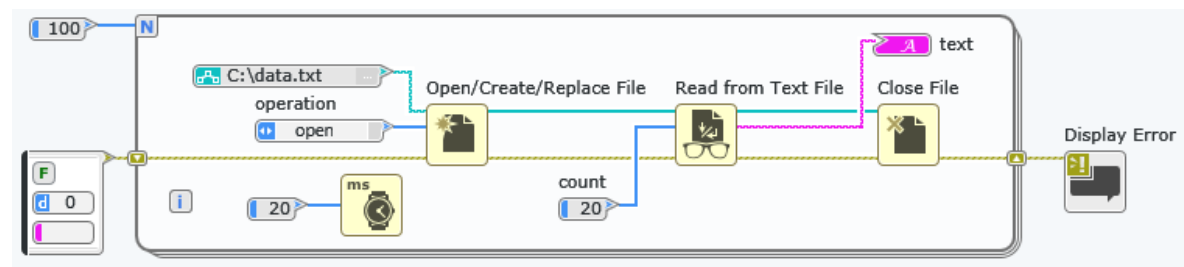 100
N
C:\data.txt ...
operation
open
Open/Create/Replace File
Read from Text File
Close File
A text
Display Error
F
d 0
i
20
ms
count
20